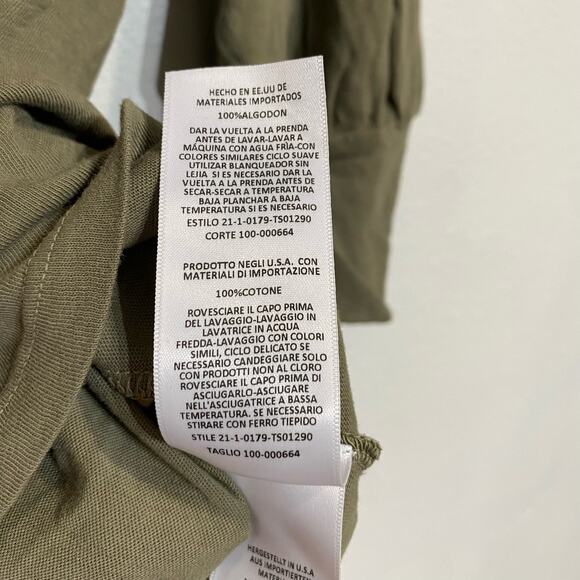 HECHO EN EE.UU DE
MATERIALES IMPORTADOS
100%ALGODON
DAR LA VUELTA A LA PRENDA
ANTES DE LAVAR-LAVAR A
MÁQUINA CON AGUA FRÍA-CON
COLORES SIMILARES CICLO SUAVE
UTILIZAR BLANQUEADOR SIN
LEJIA SI ES NECESARIO DAR LA
VUELTA A LA PRENDA ANTES DE
SECAR-SECAR A TEMPERATURA
BAJA PLANCHAR A BAJA
TEMPERATURA SI ES NECESARIO
ESTILO 21-1-0179-TS01290
CORTE 100-000664
PRODOTTO NEGLI U.S.A. CON
MATERIALI DI IMPORTAZIONE
100%COTONE
ROVESCIARE IL CAPO PRIMA
DEL LAVAGGIO-LAVAGGIO IN
LAVATRICE IN ACQUA
FREDDA-LAVAGGIO CON COLORI
SIMILI, CICLO DELICATO SE
NECESSARIO CANDEGGIARE SOLO
CON PRODOTTI NON AL CLORO
ROVESCIARE IL CAPO PRIMA DI
ASCIUGARLO-ASCIUGARE
NELL'ASCIUGATRICE A BASSA
TEMPERATURA. SE NECESSARIO
STIRARE CON FERRO TIEPIDO
STILE 21-1-0179-TS01290
TAGLIO 100-000664
HERGESTELLT IN U.S.A
AUS IMPORTIERTEN